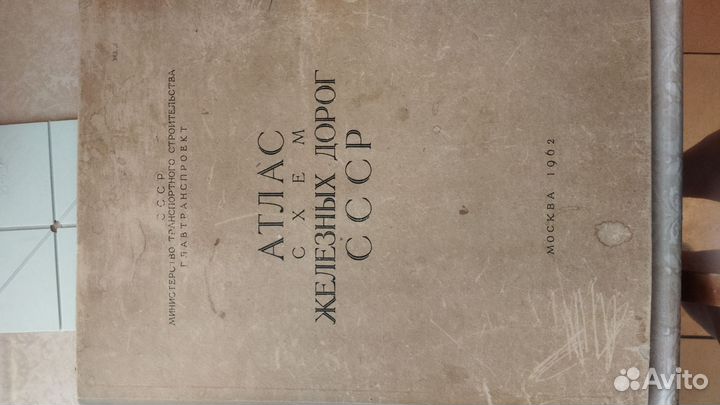 СССР
МИНИСТЕРСТВО ТРАНСПОРТНОГО СТРОИТЕЛЬСТВА
ГЛАВТРАНСПРОЕКТ
АТЛАС
СХЕМ
ЖЕЛЕЗНЫХ ДОРОГ
СССР
МОСКВА 1962
Avito